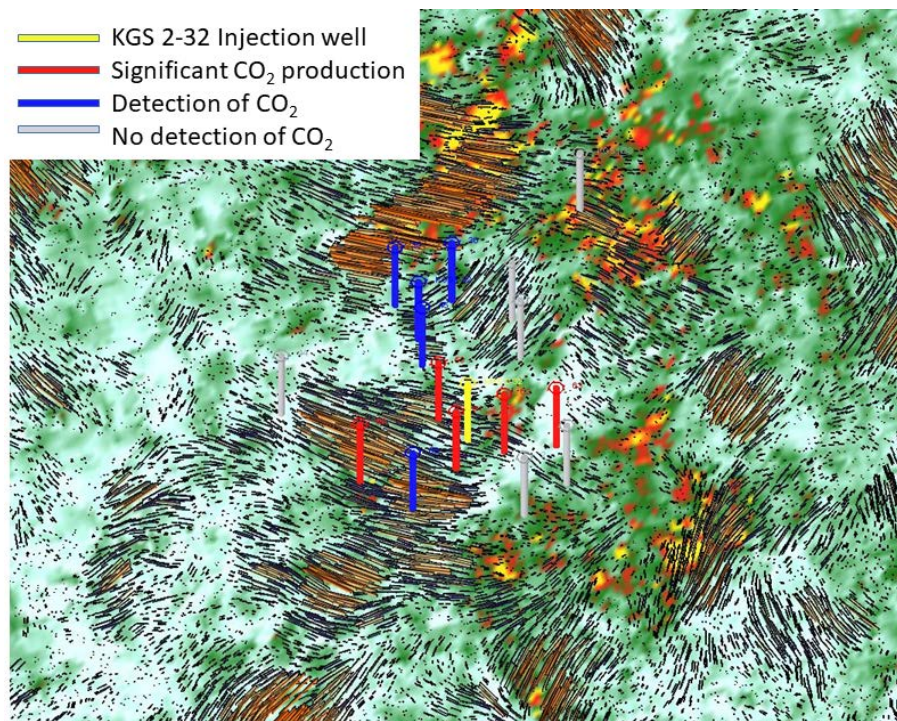 KGS 2-32 Injection well
Significant CO₂ production
Detection of CO₂
No detection of CO₂